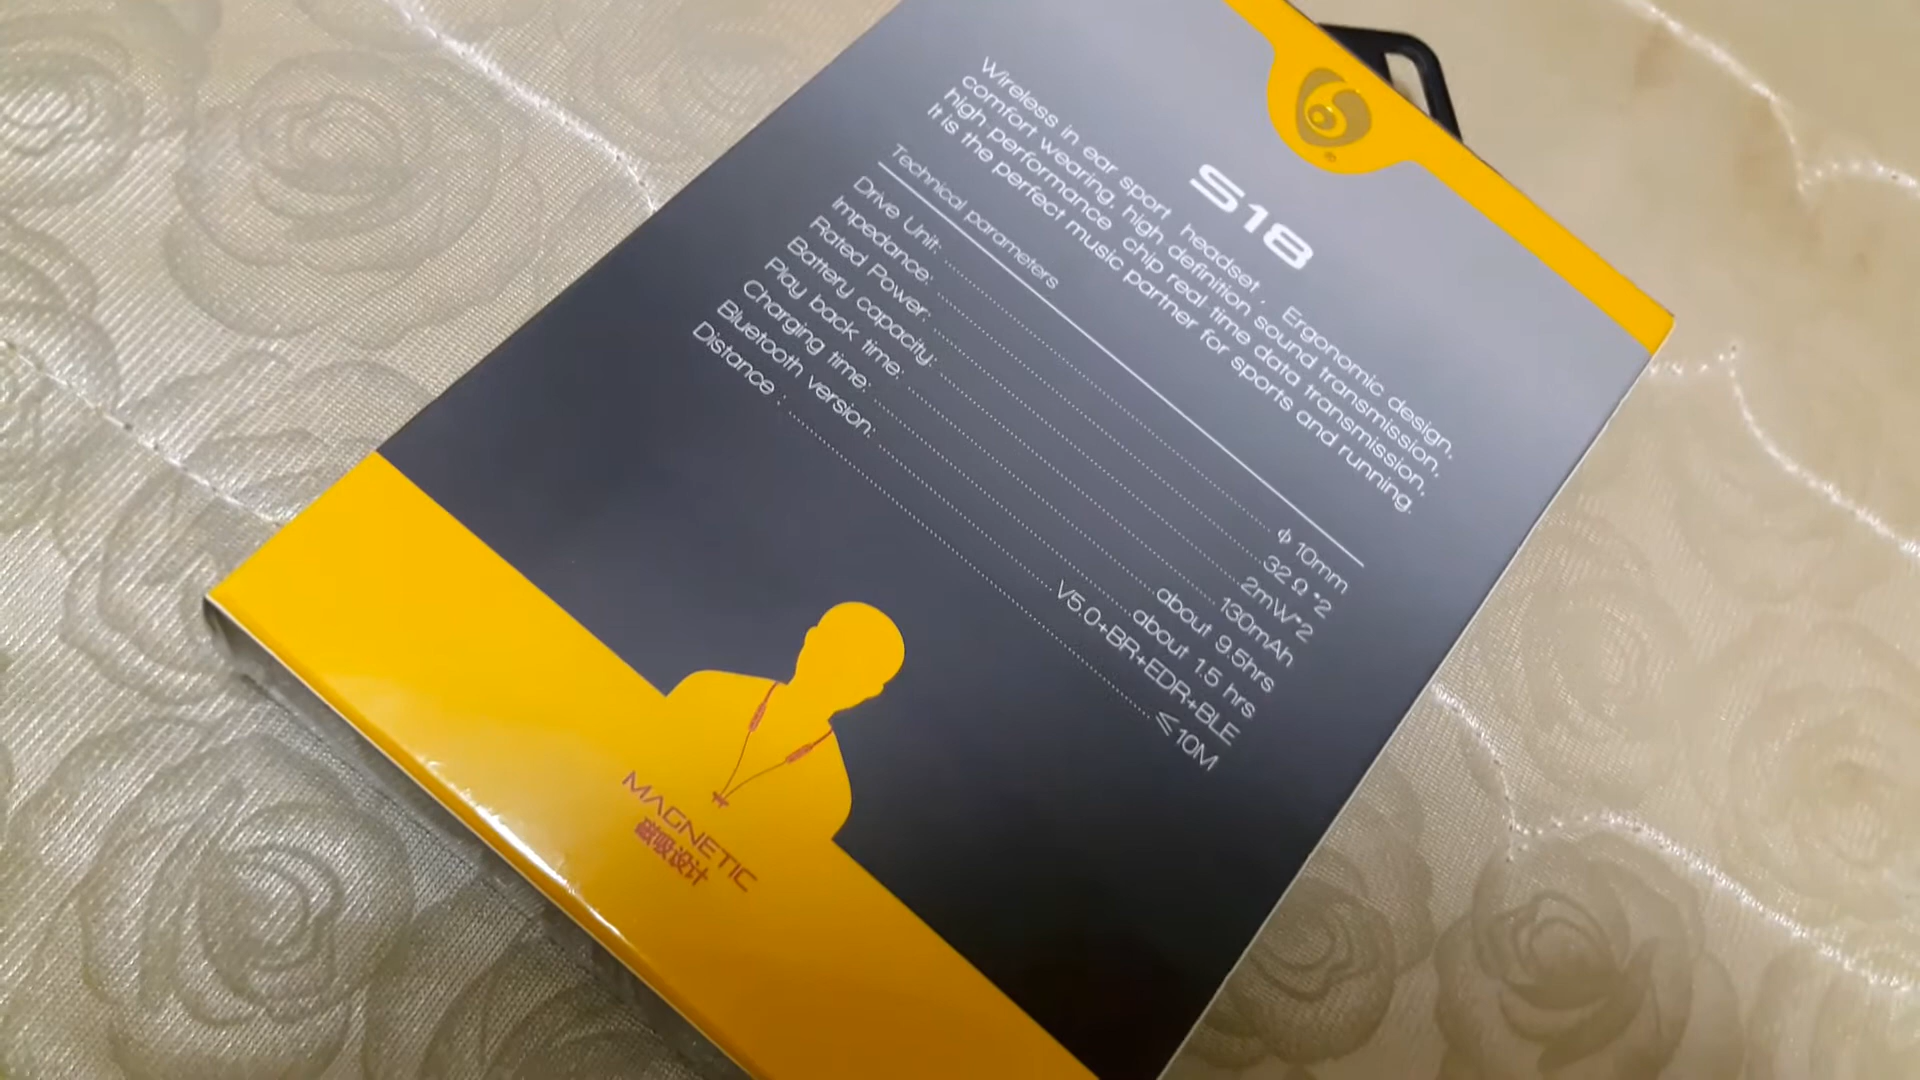 S18
Wireless in ear sport headset, Ergonomic design,
comfort wearing, high definition sound transmission,
high performance chip real time data transmission,
It is the perfect music partner for sports and running.
Technical parameters
Drive Unit: ........ ϕ 10mm
Impedance: ........ 32 Ω *2
Rated Power: ........ 2mW*2
Battery capacity: ........ 130mAh
Play back time: ........ about 9.5hrs
Charging time: ........ about 1.5 hrs
Bluetooth version: ........ V5.0+BR+EDR+BLE
Distance : ........ ≤10M
MAGNETIC
磁吸设计